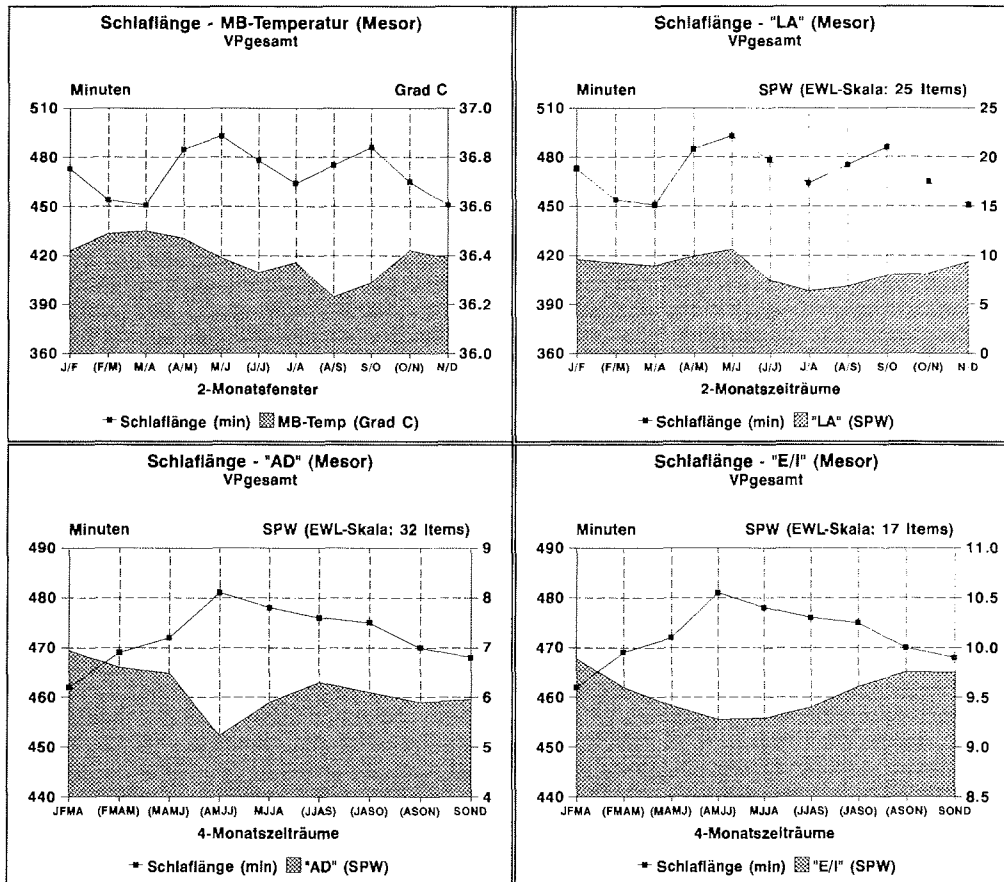 Schlaflänge - MB-Temperatur (Mesor)
VPgesamt
Minuten Grad C
510 37.0
480 36.8
450 36.6
420 36.4
390 36.2
360 36.0
J/F (F/M) M/A (A/M) M/J (J/J) J/A (A/S) S/O (O/N) N/D
2-Monatsfenster
Schlaflänge (min) MB-Temp (Grad C)
Schlaflänge - "LA" (Mesor)
VPgesamt
Minuten SPW (EWL-Skala: 25 Items)
510 25
480 20
450 15
420 10
390 5
360 0
J/F (F/M) M/A (A/M) M/J (J/J) J/A (A/S) S/O (O/N) N/D
2-Monatszeiträume
Schlaflänge (min) "LA" (SPW)
Schlaflänge - "AD" (Mesor)
VPgesamt
Minuten SPW (EWL-Skala: 32 Items)
490 9
480 8
470 7
460 6
450 5
440 4
JFMA (FMAM) (MAMJ) (AMJJ) MJJA (JJAS) (JASO) (ASON) SOND
4-Monatszeiträume
Schlaflänge (min) "AD" (SPW)
Schlaflänge - "E/I" (Mesor)
VPgesamt
Minuten SPW (EWL-Skala: 17 Items)
490 11.0
480 10.5
470 10.0
460 9.5
450 9.0
440 8.5
JFMA (FMAM) (MAMJ) (AMJJ) MJJA (JJAS) (JASO) (ASON) SOND
4-Monatszeiträume
Schlaflänge (min) "E/I" (SPW)